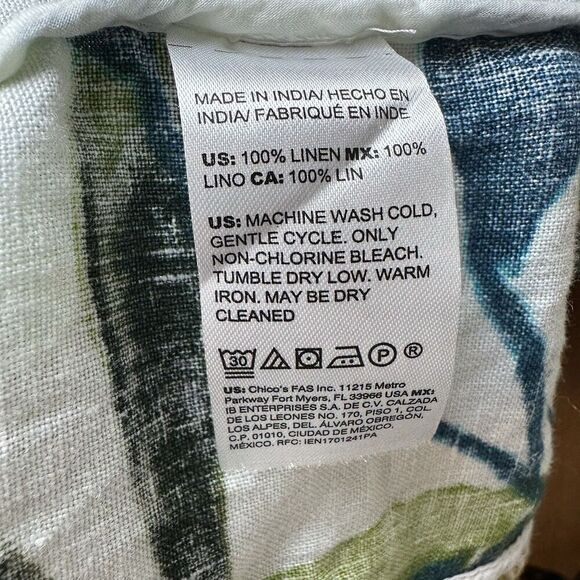 MADE IN INDIA/ HECHO EN
INDIA/ FABRIQUÉ EN INDE
US: 100% LINEN MX: 100%
LINO CA: 100% LIN
US: MACHINE WASH COLD,
GENTLE CYCLE. ONLY
NON-CHLORINE BLEACH.
TUMBLE DRY LOW. WARM
IRON. MAY BE DRY
CLEANED
30 P ®
US: Chico's FAS Inc. 11215 Metro
Parkway Fort Myers, FL 33966 USA MX:
IB ENTERPRISES S.A. DE C.V. CALZADA
DE LOS LEONES NO. 170, PISO 1, COL.
LOS ALPES, DEL. ÁLVARO OBREGÓN,
C.P. 01010, CIUDAD DE MÉXICO,
MÉXICO. RFC: IEN1701241PA